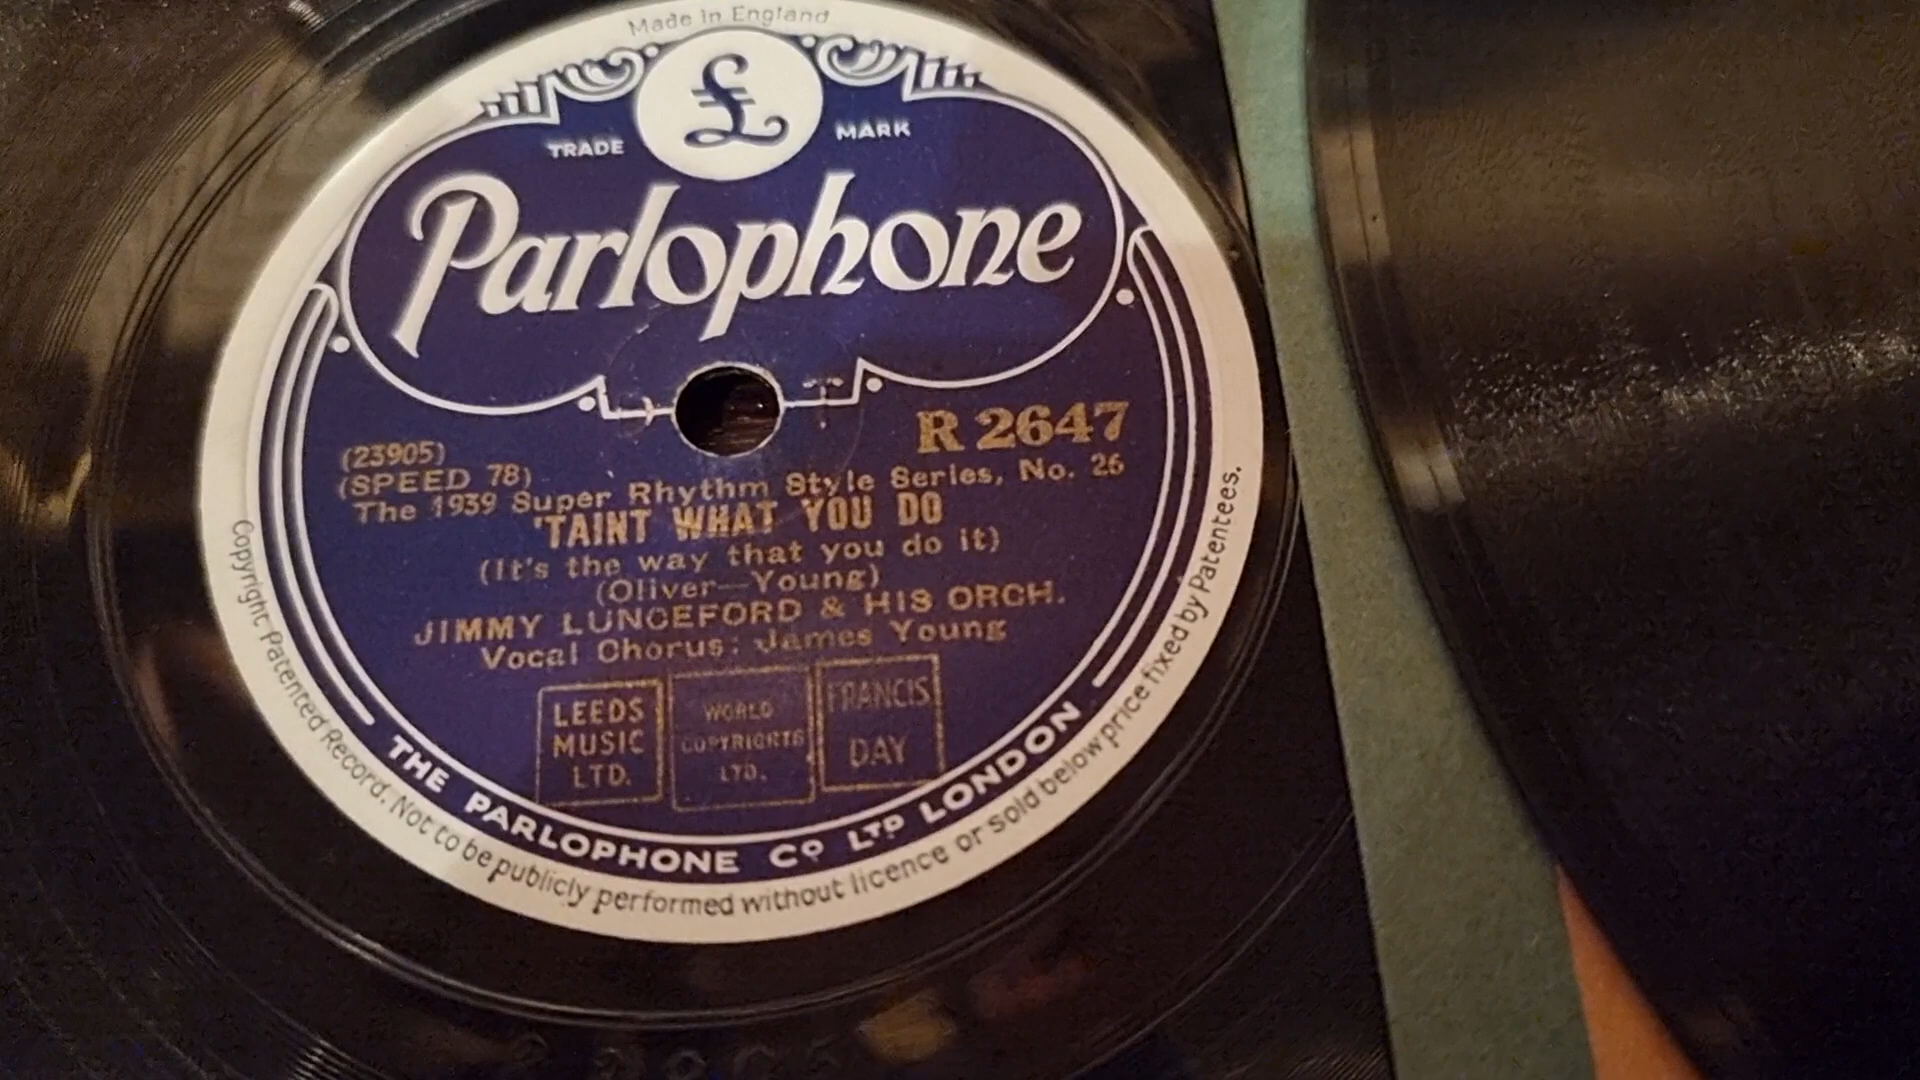 Made in England
£
TRADE MARK
Parlophone
R 2647
(23905)
(SPEED 78)
The 1939 Super Rhythm Style Series, No. 26
'TAINT WHAT YOU DO
(It's the way that you do it)
(Oliver—Young)
JIMMY LUNCEFORD & HIS ORCH.
Vocal Chorus: James Young
LEEDS
MUSIC
LTD.
WORLD
COPYRIGHTS
LTD.
FRANCIS
DAY
THE PARLOPHONE CO LTD LONDON
Copyright Patented Record. Not to be publicly performed without licence or sold below price fixed by Patentees.